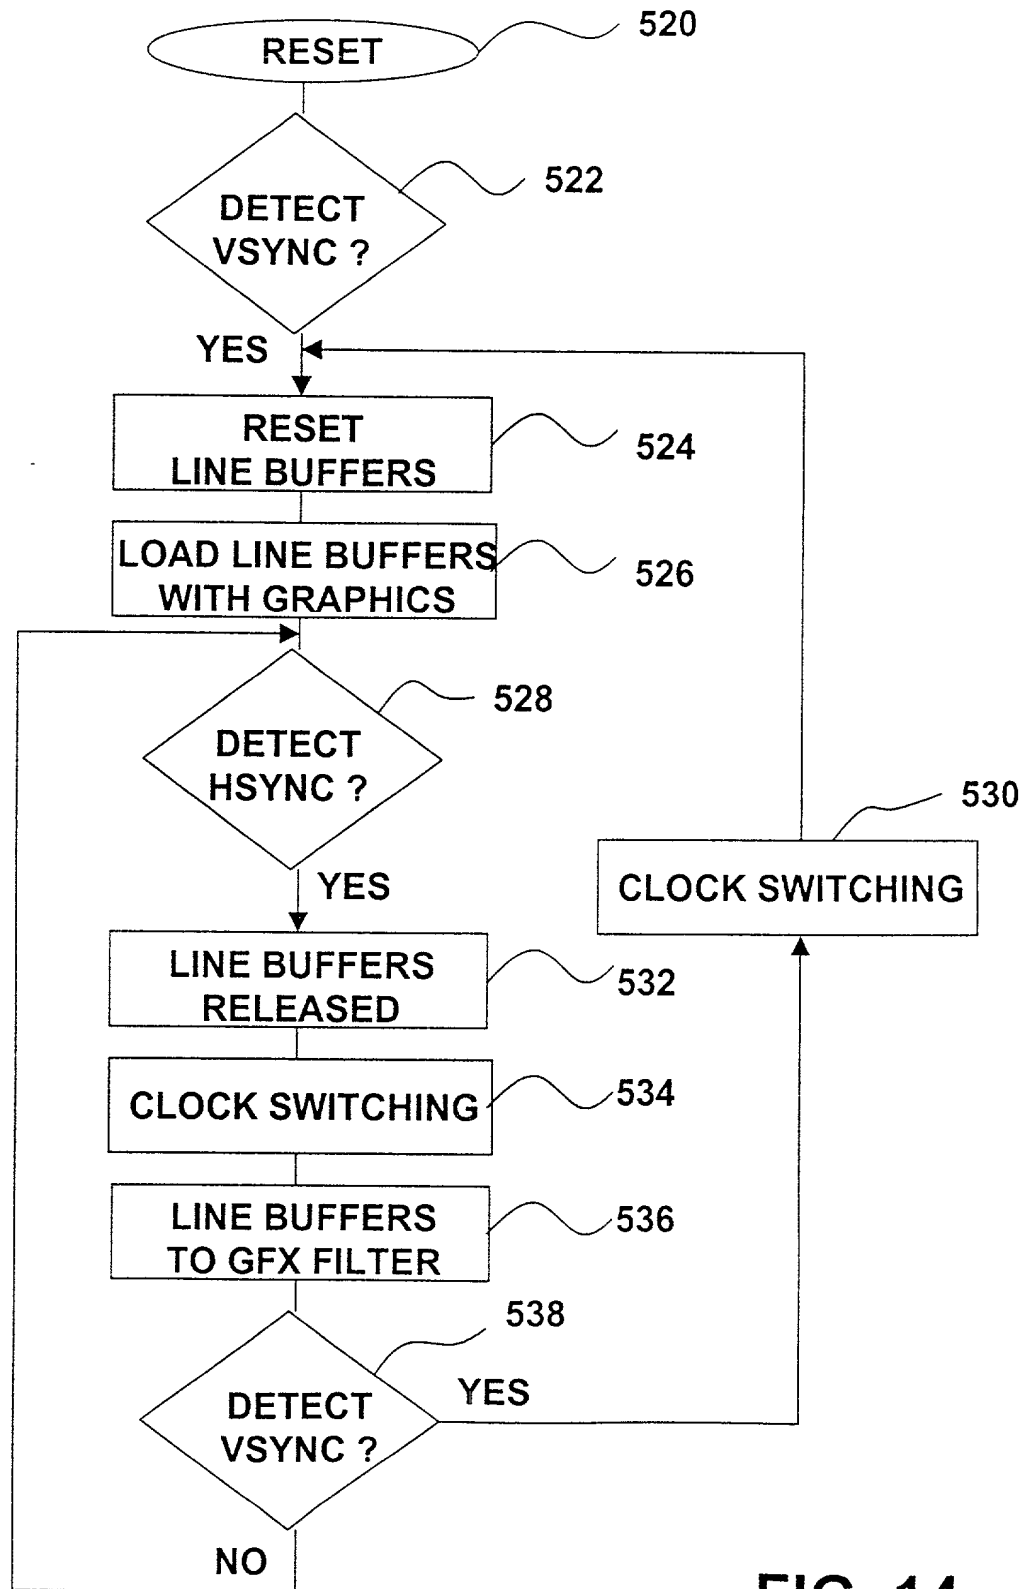 RESET
520
DETECT
VSYNC ?
522
YES
RESET
LINE BUFFERS
524
LOAD LINE BUFFERS
WITH GRAPHICS
526
DETECT
HSYNC ?
528
YES
530
CLOCK SWITCHING
LINE BUFFERS
RELEASED
532
CLOCK SWITCHING
534
LINE BUFFERS
TO GFX FILTER
536
538
DETECT
VSYNC ?
YES
NO
FIG. 14